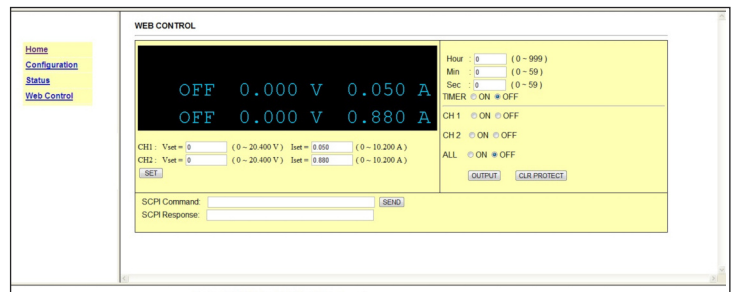 WEB CONTROL
Home
Configuration
Status
Web Control
OFF 0.000 V 0.050 A
OFF 0.000 V 0.880 A
CH1 : Vset = 0 ( 0 ~ 20.400 V ) Iset = 0.050 ( 0 ~ 10.200 A )
CH2 : Vset = 0 ( 0 ~ 20.400 V ) Iset = 0.880 ( 0 ~ 10.200 A )
SET
Hour : 0 ( 0 ~ 999 )
Min : 0 ( 0 ~ 59 )
Sec : 0 ( 0 ~ 59 )
TIMER ON OFF
CH 1 ON OFF
CH 2 ON OFF
ALL ON OFF
OUTPUT CLR PROTECT
SCPI Command: SEND
SCPI Response: